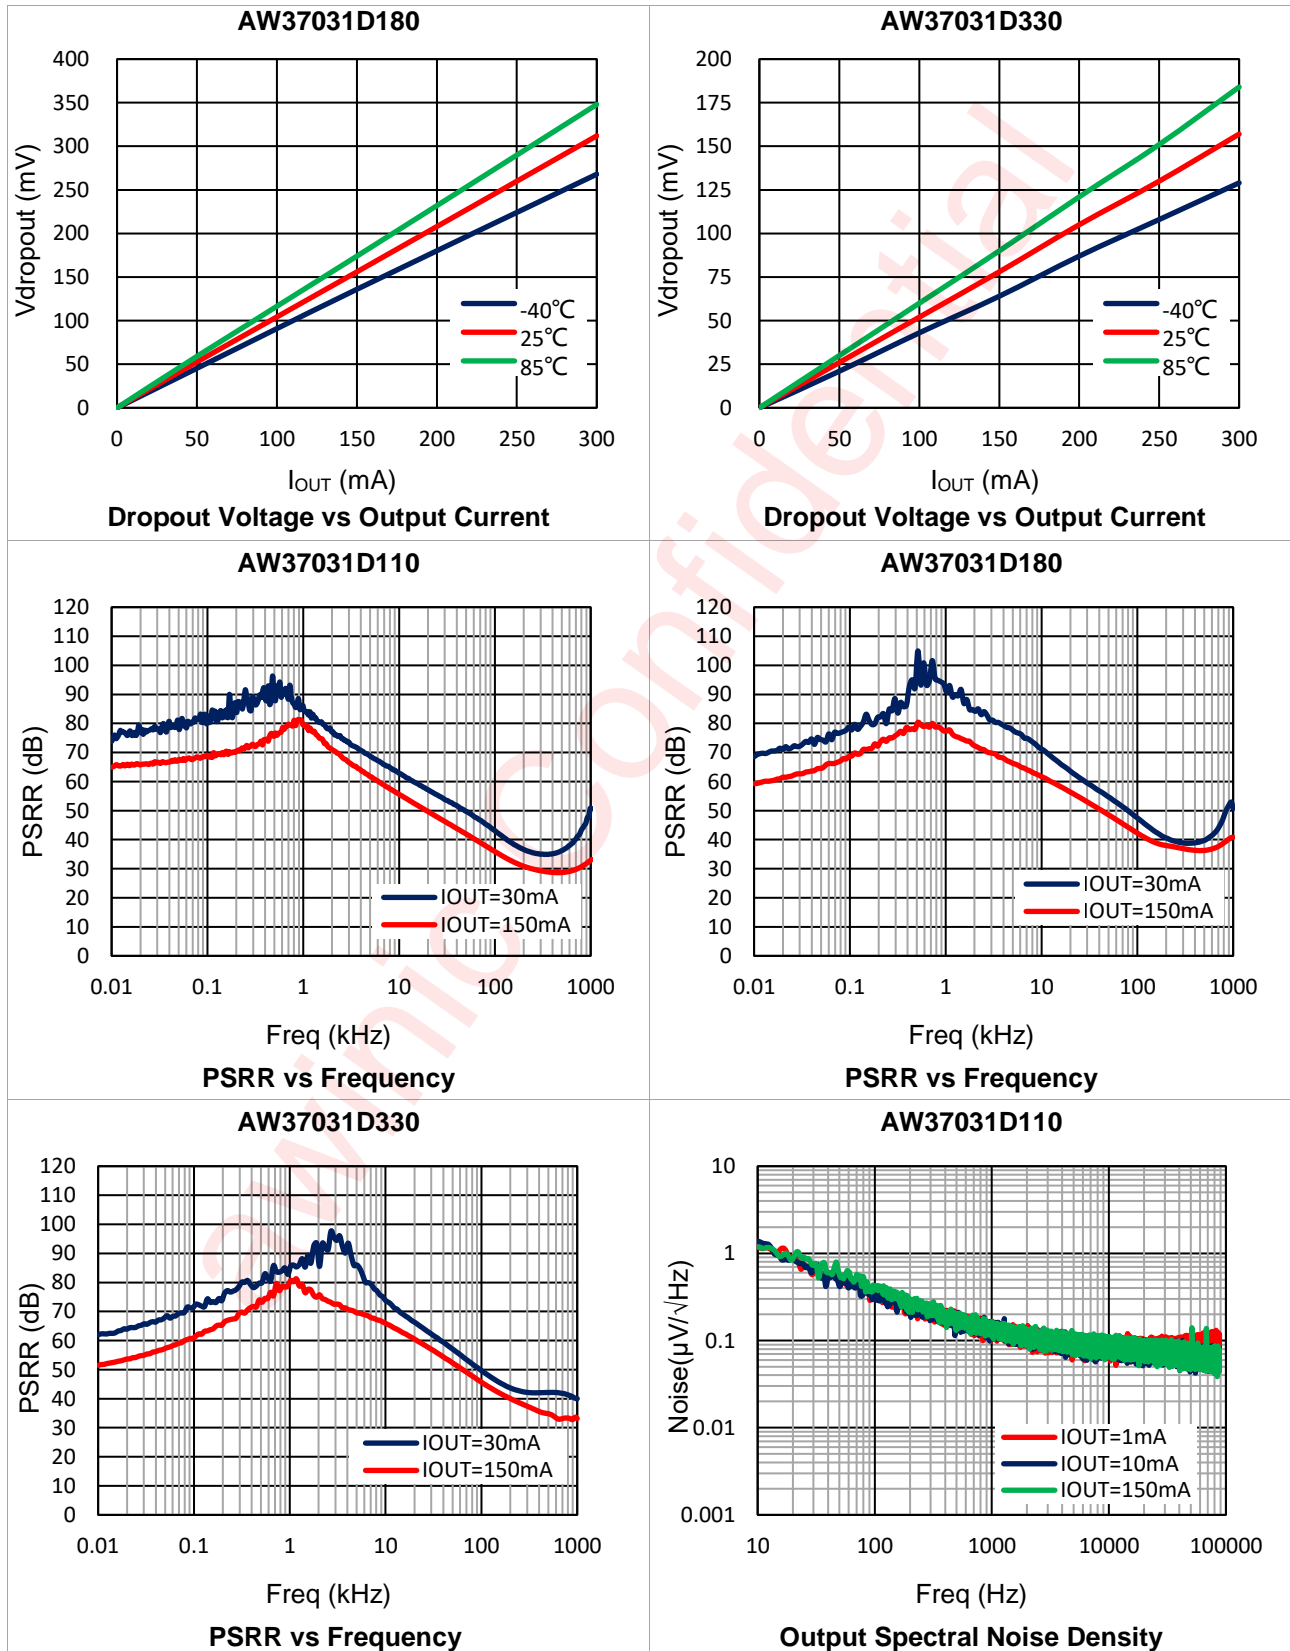 AW37031D180
400
350
300
250
200
150
100
50
0
Vdropout (mV)
-40℃
25℃
85℃
0 50 100 150 200 250 300
IOUT (mA)
Dropout Voltage vs Output Current
AW37031D330
200
175
150
125
100
75
50
25
0
Vdropout (mV)
-40℃
25℃
85℃
0 50 100 150 200 250 300
IOUT (mA)
Dropout Voltage vs Output Current
AW37031D110
120
110
100
90
80
70
60
50
40
30
20
10
0
PSRR (dB)
IOUT=30mA
IOUT=150mA
0.01 0.1 1 10 100 1000
Freq (kHz)
PSRR vs Frequency
AW37031D180
120
110
100
90
80
70
60
50
40
30
20
10
0
PSRR (dB)
IOUT=30mA
IOUT=150mA
0.01 0.1 1 10 100 1000
Freq (kHz)
PSRR vs Frequency
AW37031D330
120
110
100
90
80
70
60
50
40
30
20
10
0
PSRR (dB)
IOUT=30mA
IOUT=150mA
0.01 0.1 1 10 100 1000
Freq (kHz)
PSRR vs Frequency
AW37031D110
10
1
0.1
0.01
0.001
Noise(μV/√Hz)
IOUT=1mA
IOUT=10mA
IOUT=150mA
10 100 1000 10000 100000
Freq (Hz)
Output Spectral Noise Density
awinic Confidential